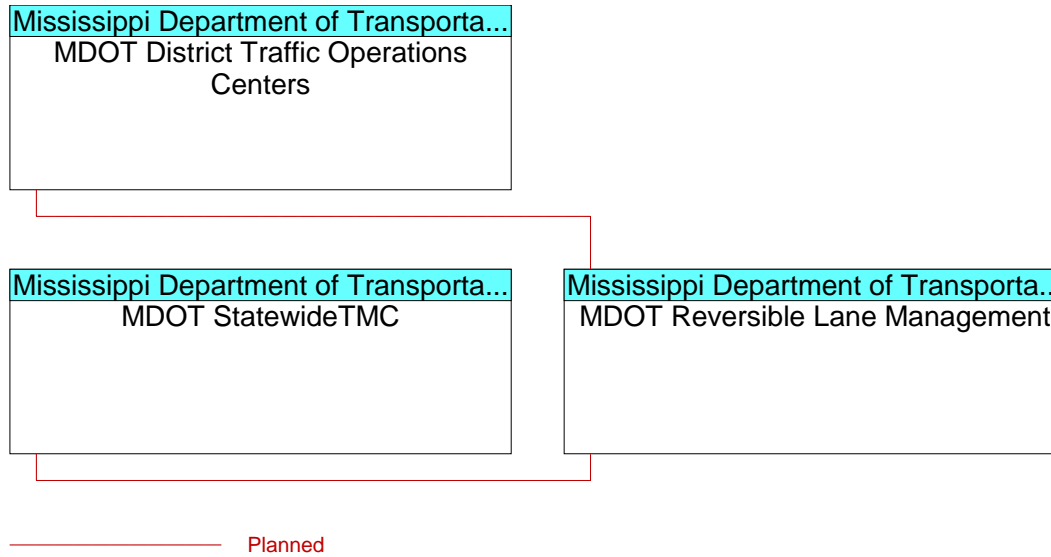 Mississippi Department of Transporta...
MDOT District Traffic Operations
Centers
Mississippi Department of Transporta...
MDOT StatewideTMC
Mississippi Department of Transporta..
MDOT Reversible Lane Management
Planned